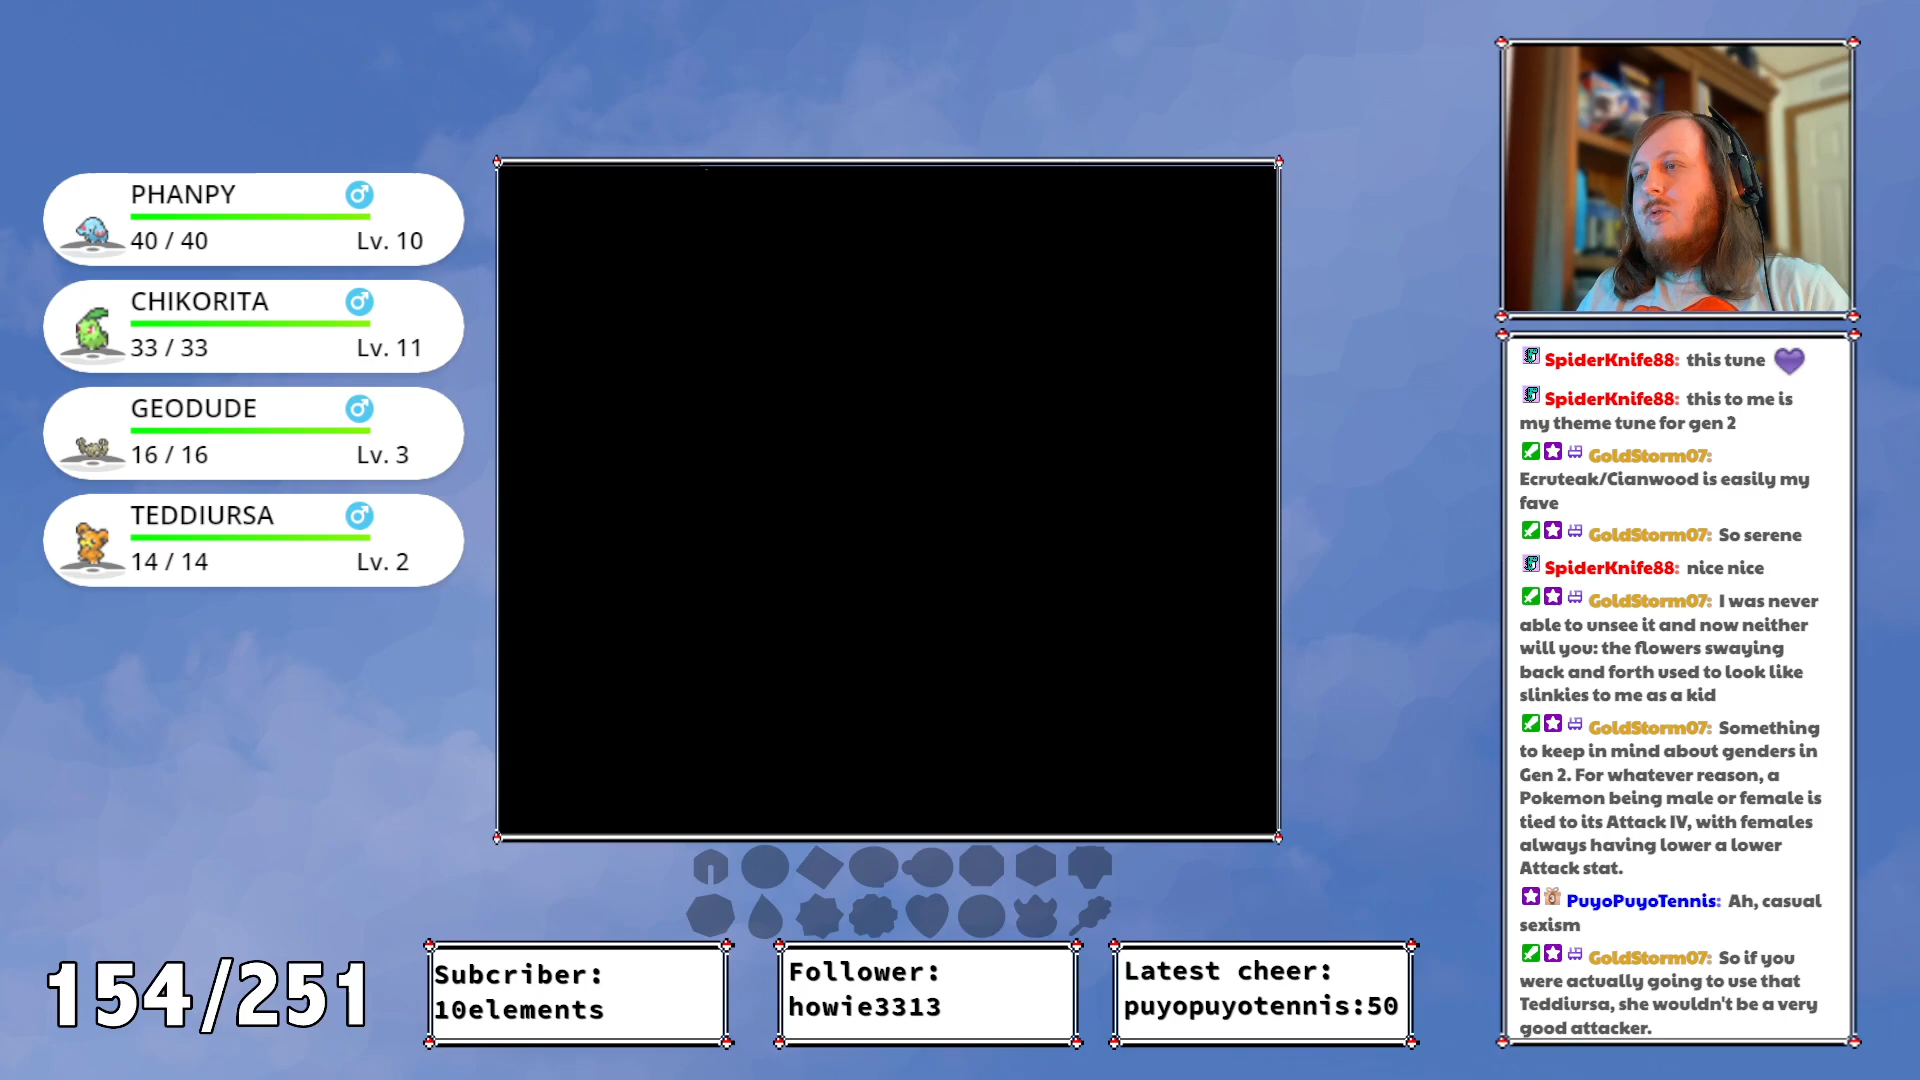 PHANPY
40 / 40 Lv. 10
CHIKORITA
33 / 33 Lv. 11
GEODUDE
16 / 16 Lv. 3
TEDDIURSA
14 / 14 Lv. 2
SpiderKnife88: this tune
SpiderKnife88: this to me is
my theme tune for gen 2
GoldStorm07:
Ecruteak/Cianwood is easily my
fave
GoldStorm07: So serene
SpiderKnife88: nice nice
GoldStorm07: I was never
able to unsee it and now neither
will you: the flowers swaying
back and forth used to look like
slinkies to me as a kid
GoldStorm07: Something
to keep in mind about genders in
Gen 2. For whatever reason, a
Pokemon being male or female is
tied to its Attack IV, with females
always having lower a lower
Attack stat.
PuyoPuyoTennis: Ah, casual
sexism
GoldStorm07: So if you
were actually going to use that
Teddiursa, she wouldn't be a very
good attacker.
154/251
Subcriber:
10elements
Follower:
howie3313
Latest cheer:
puyopuyotennis:50